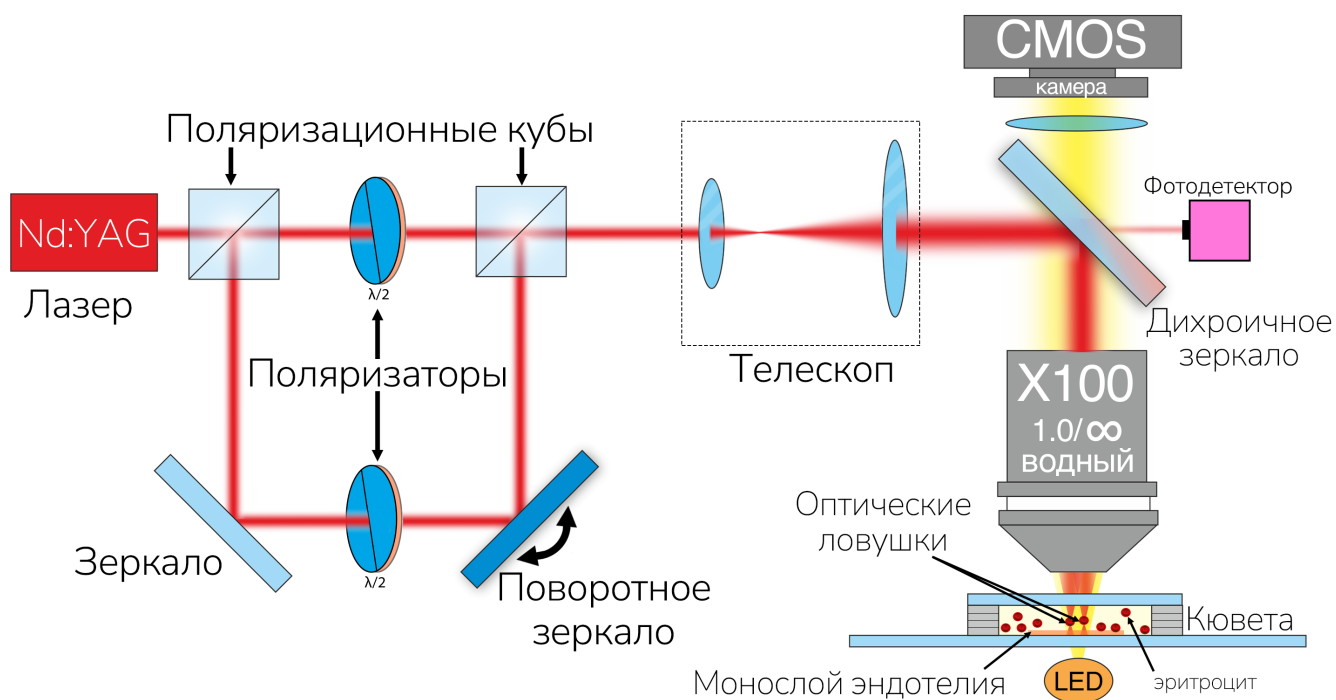 CMOS
камера
Поляризационные кубы
Фотодетектор
Nd:YAG
Лазер
λ/2
Дихроичное
зеркало
Телескоп
Поляризаторы
X100
1.0/∞
водный
Оптические
ловушки
Зеркало
λ/2
Поворотное
зеркало
Кювета
Монослой эндотелия
LED
эритроцит